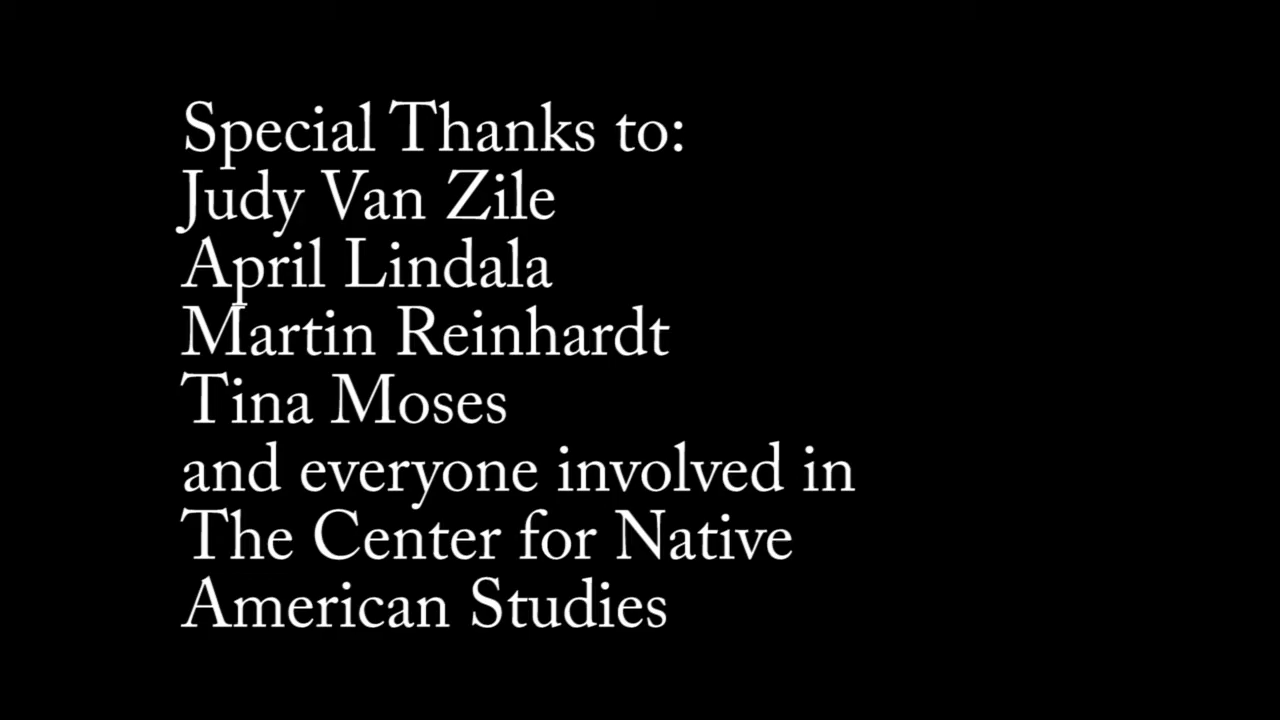 Special Thanks to:
Judy Van Zile
April Lindala
Martin Reinhardt
Tina Moses
and everyone involved in
The Center for Native
American Studies